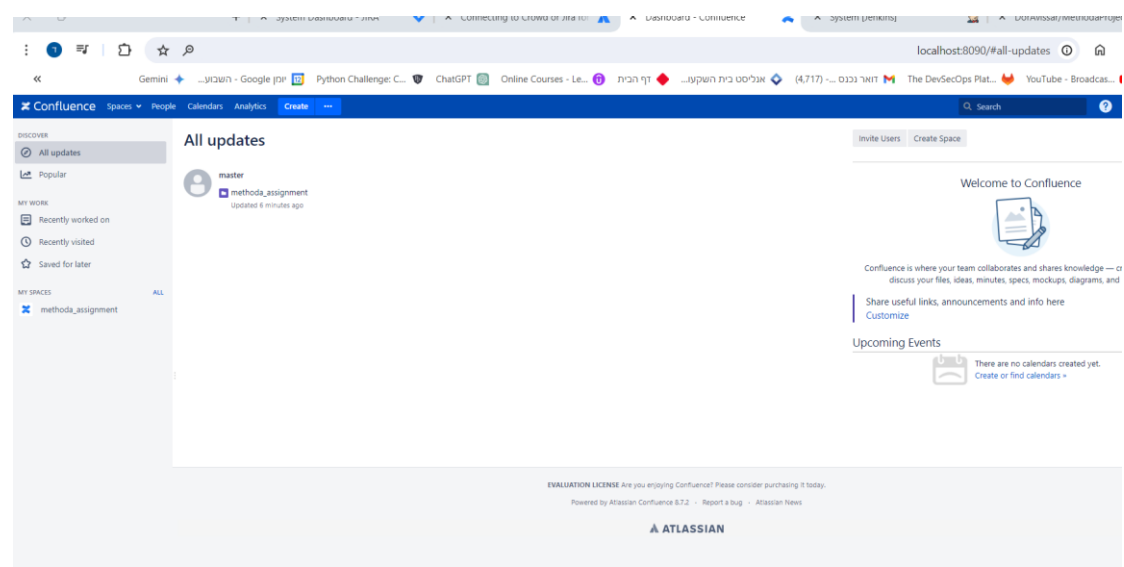 System Dashboard - JIRA
Connecting to Crowd or Jira for
Dashboard - Confluence
System [Jenkins]
DorAvissar/MethodaProje
localhost:8090/#all-updates
Gemini
יומן Google - השבוע...
Python Challenge: C...
ChatGPT
Online Courses - Le...
דף הבית
אנליסט בית השקעו...
דואר נכנס ...- (4,717)
The DevSecOps Plat...
YouTube - Broadcas...
Confluence
Spaces
People
Calendars
Analytics
Create
Search
DISCOVER
All updates
Popular
MY WORK
Recently worked on
Recently visited
Saved for later
MY SPACES
ALL
methoda_assignment
All updates
master
methoda_assignment
Updated 6 minutes ago
Invite Users
Create Space
Welcome to Confluence
Confluence is where your team collaborates and shares knowledge — cr
discuss your files, ideas, minutes, specs, mockups, diagrams, and
Share useful links, announcements and info here
Customize
Upcoming Events
There are no calendars created yet.
Create or find calendars »
EVALUATION LICENSE Are you enjoying Confluence? Please consider purchasing it today.
Powered by Atlassian Confluence 8.7.2 · Report a bug · Atlassian News
ATLASSIAN